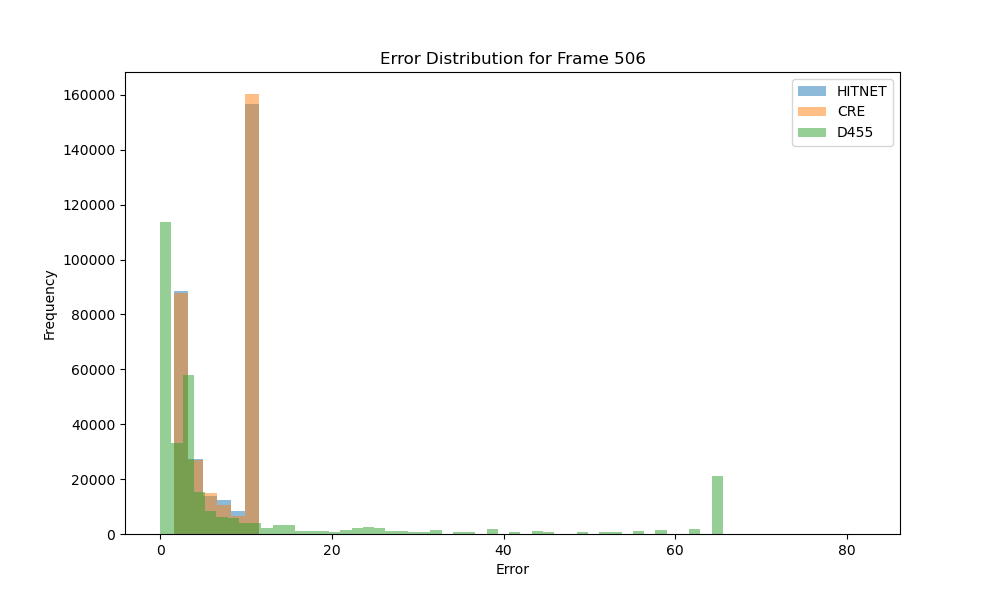 Error Distribution for Frame 506
HITNET
CRE
D455
160000
140000
120000
100000
80000
60000
40000
20000
0
Frequency
0 20 40 60 80
Error